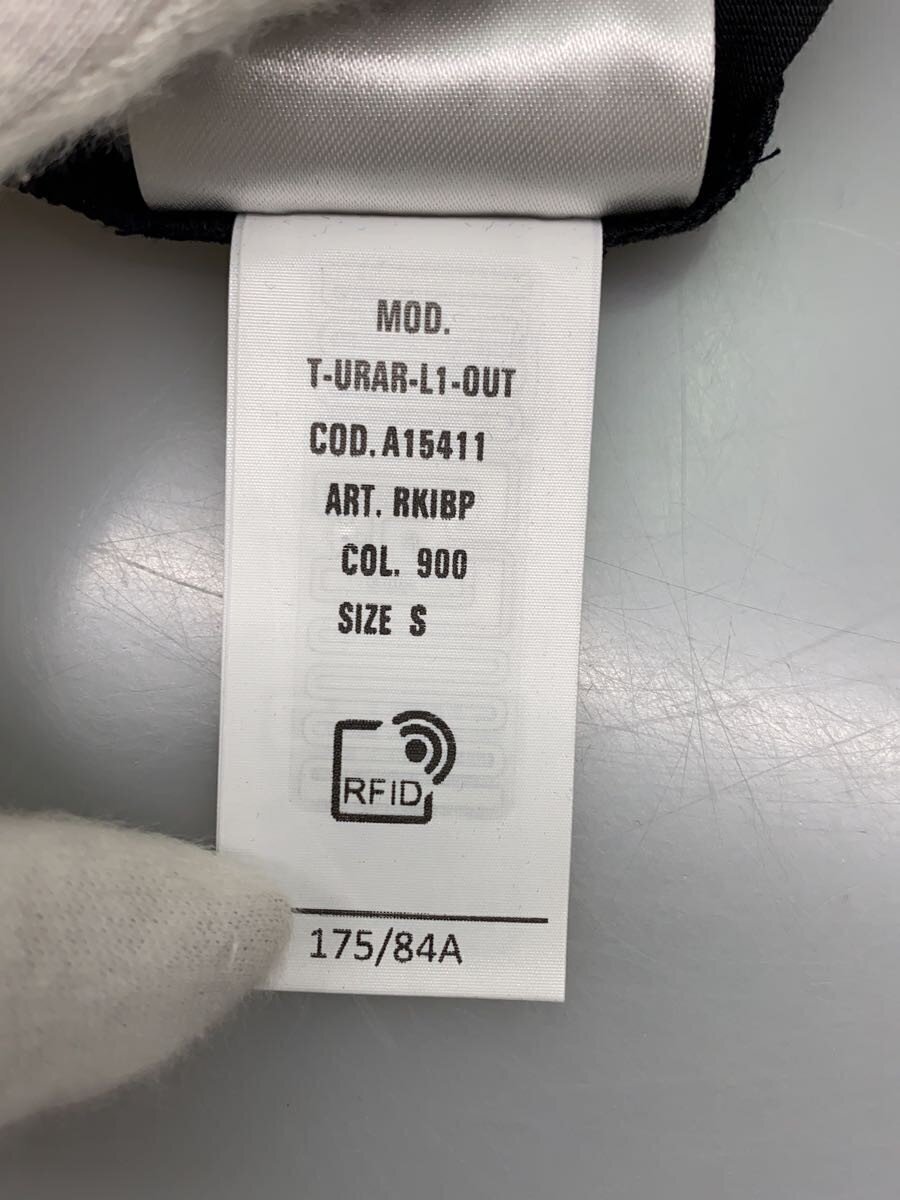 MOD.
T-URAR-L1-OUT
COD. A15411
ART. RKIBP
COL. 900
SIZE S
RFID
175/84A